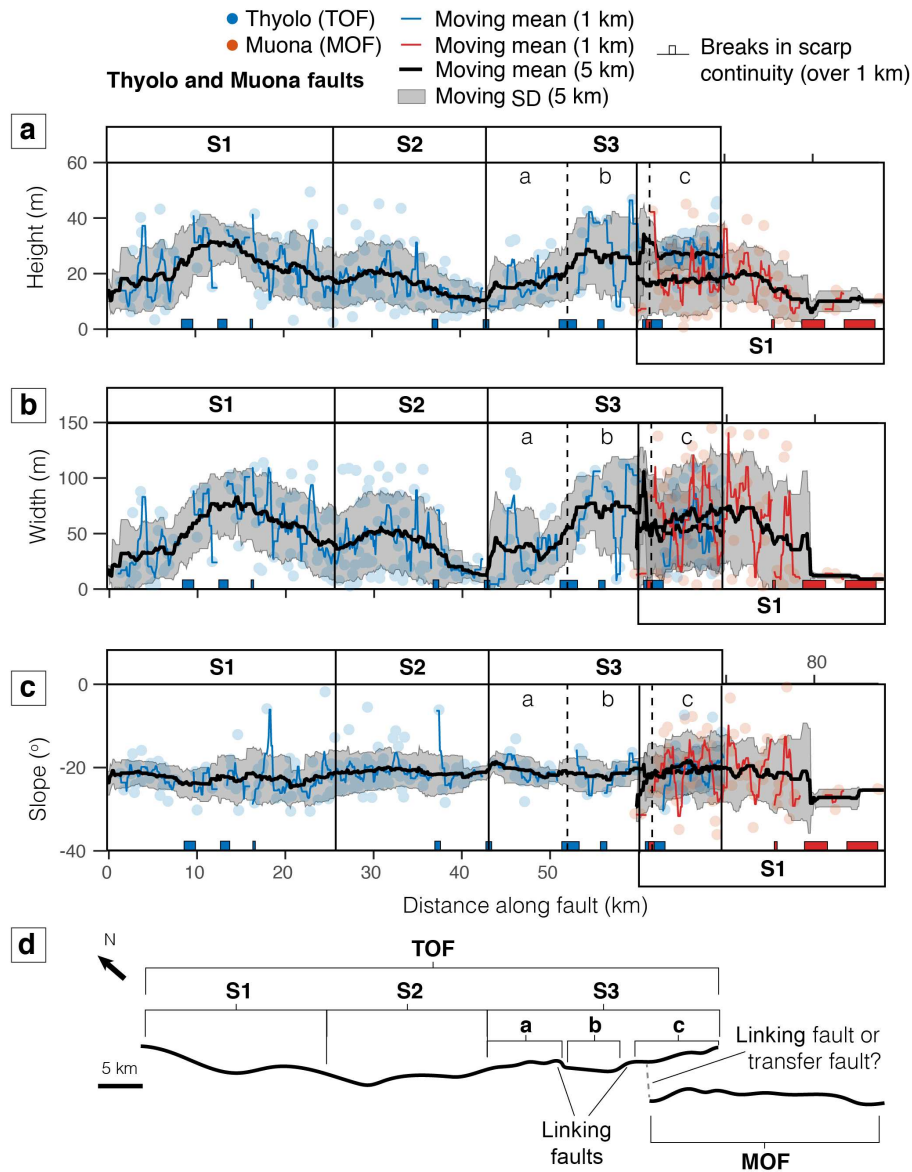 Thyolo (TOF)
Muona (MOF)
Thyolo and Muona faults
Moving mean (1 km)
Moving mean (1 km)
Moving mean (5 km)
Moving SD (5 km)
Breaks in scarp
continuity (over 1 km)
a
S1 S2 S3
a b c
60
40
20
0
Height (m)
S1
b
S1 S2 S3
a b c
150
100
50
0
Width (m)
S1
c
S1 S2 S3
80
a b c
0
-20
-40
Slope (º)
S1
0 10 20 30 40 50
Distance along fault (km)
d
N
TOF
S1 S2 S3
a b c
5 km
Linking fault or
transfer fault?
Linking
faults
MOF